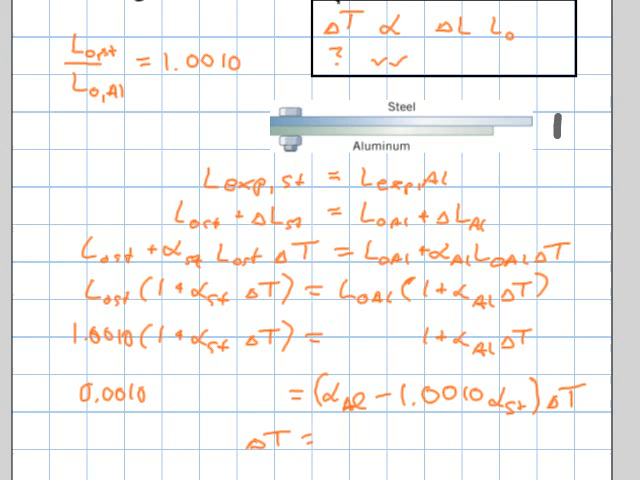 ΔT α ΔL L₀
? ✓✓
L₀,st / L₀,Al = 1.0010
Steel
Aluminum
Lexp,st = Lexp,Al
L₀st + ΔLst = L₀Al + ΔLAl
L₀st + αst L₀st ΔT = L₀Al + αAl L₀Al ΔT
L₀st (1 + αst ΔT) = L₀Al (1 + αAl ΔT)
1.0010 (1 + αst ΔT) = 1 + αAl ΔT
0.0010 = (αAl − 1.0010 αst) ΔT
ΔT =